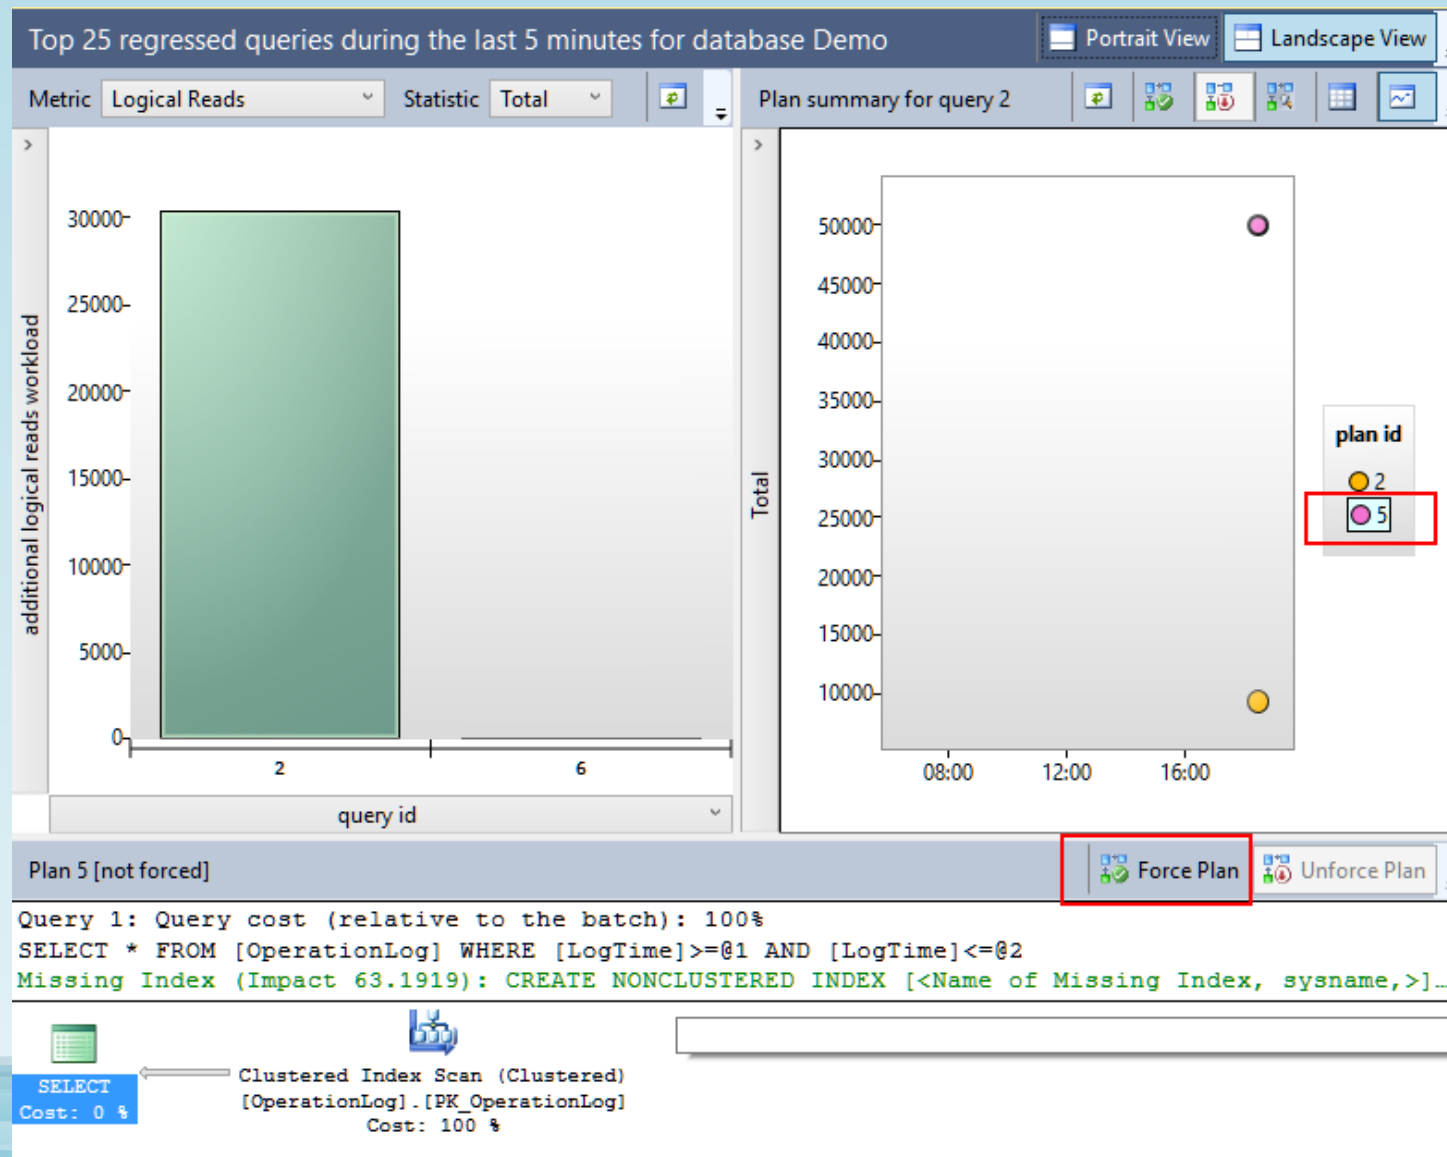 Top 25 regressed queries during the last 5 minutes for database Demo
Portrait View
Landscape View
Metric
Logical Reads
Statistic
Total
Plan summary for query 2
additional logical reads workload
30000
25000
20000
15000
10000
5000
0
2
6
query id
Total
50000
45000
40000
35000
30000
25000
20000
15000
10000
08:00
12:00
16:00
plan id
2
5
Plan 5 [not forced]
Force Plan
Unforce Plan
Query 1: Query cost (relative to the batch): 100%
SELECT * FROM [OperationLog] WHERE [LogTime]>=@1 AND [LogTime]<=@2
Missing Index (Impact 63.1919): CREATE NONCLUSTERED INDEX [<Name of Missing Index, sysname,>]…
SELECT
Cost: 0 %
Clustered Index Scan (Clustered)
[OperationLog].[PK_OperationLog]
Cost: 100 %